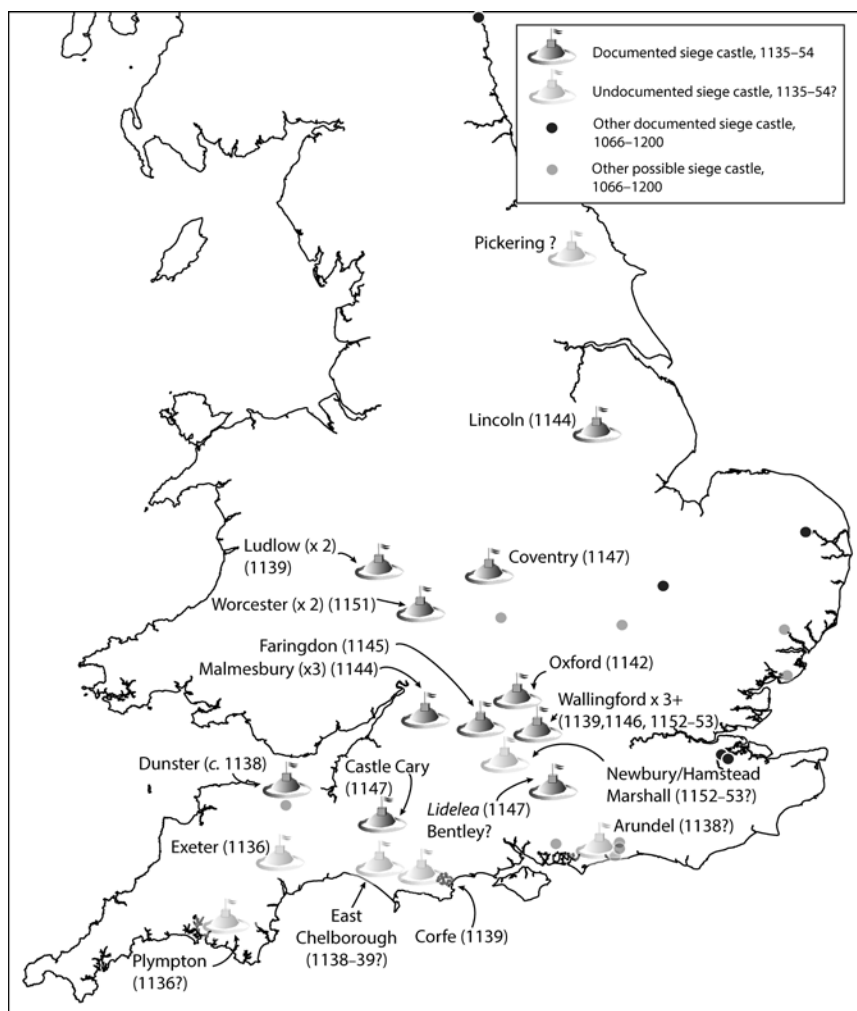 Documented siege castle, 1135–54
Undocumented siege castle, 1135–54?
Other documented siege castle,
1066–1200
Other possible siege castle,
1066–1200
Pickering ?
Lincoln (1144)
Ludlow (x 2)
(1139)
Coventry (1147)
Worcester (x 2) (1151)
Faringdon (1145)
Malmesbury (x3) (1144)
Oxford (1142)
Wallingford x 3+
(1139,1146, 1152–53)
Dunster (c. 1138)
Castle Cary
(1147)
Newbury/Hamstead
Marshall (1152–53?)
Lidelea (1147)
Bentley?
Arundel (1138?)
Exeter (1136)
East
Chelborough
(1138–39?)
Corfe (1139)
Plympton
(1136?)